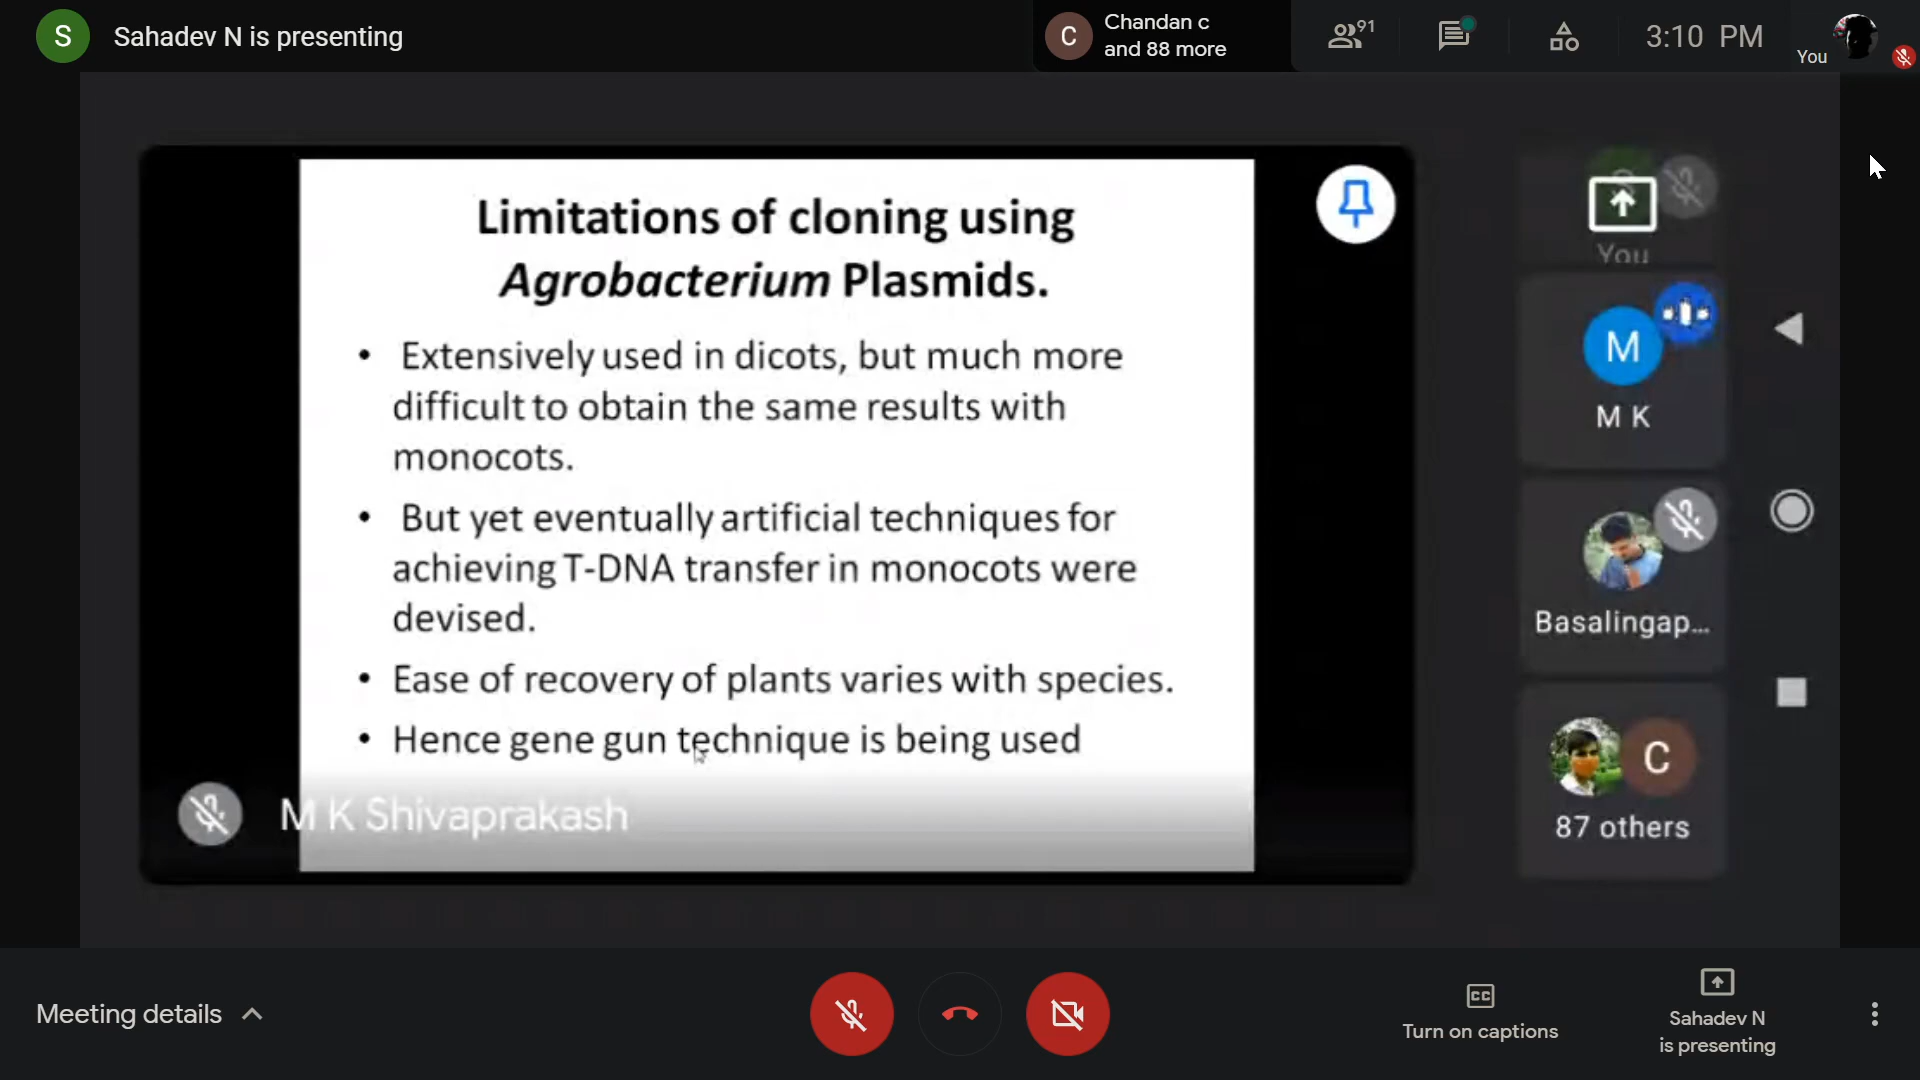 S
Sahadev N is presenting
C
Chandan c
and 88 more
91
3:10 PM
You
Limitations of cloning using
Agrobacterium Plasmids.
• Extensively used in dicots, but much more
difficult to obtain the same results with
monocots.
• But yet eventually artificial techniques for
achieving T-DNA transfer in monocots were
devised.
• Ease of recovery of plants varies with species.
• Hence gene gun technique is being used
M K Shivaprakash
You
M
M K
Basalingap...
C
87 others
Meeting details
CC
Turn on captions
Sahadev N
is presenting